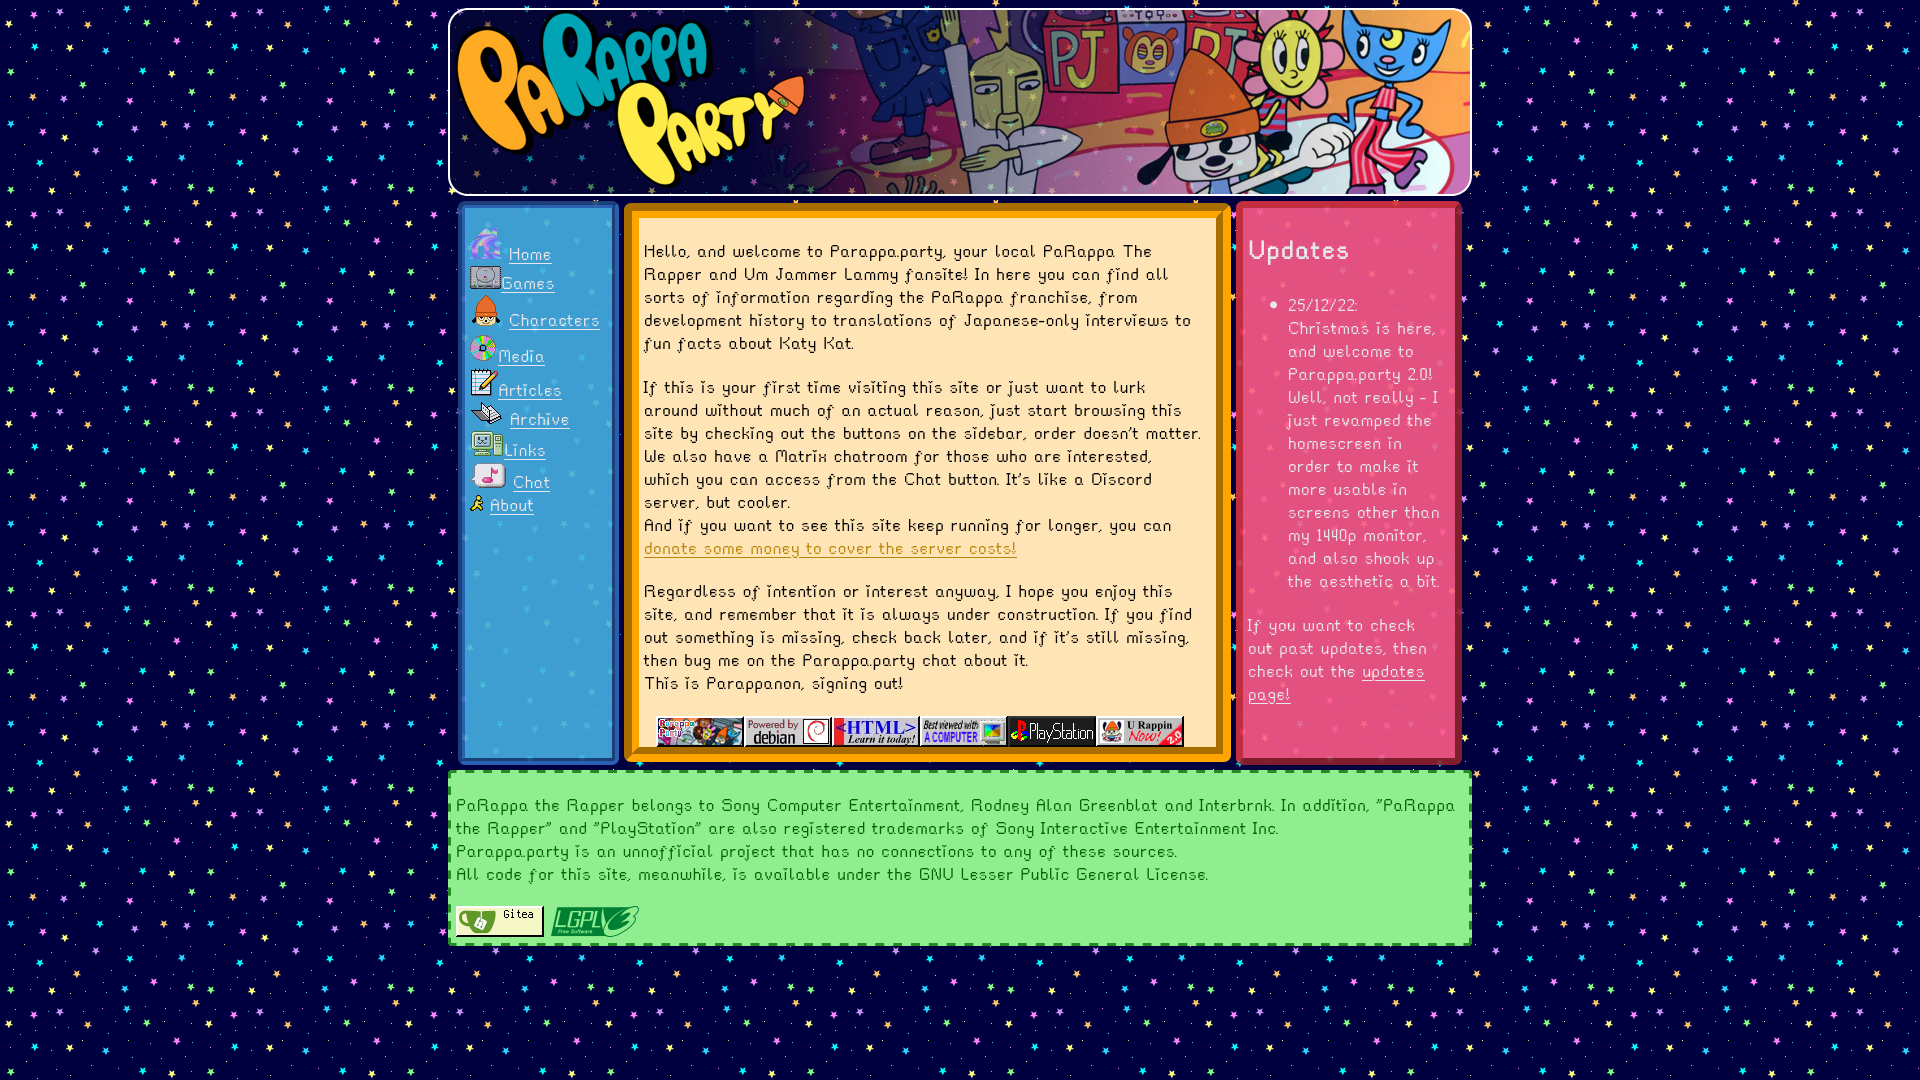 PARAPPA
PARTY
PJ
TOY
PJ
Home
Games
Characters
Media
Articles
Archive
Links
Chat
About
Hello, and welcome to Parappa.party, your local PaRappa The
Rapper and Um Jammer Lammy fansite! In here you can find all
sorts of information regarding the PaRappa franchise, from
development history to translations of Japanese-only interviews to
fun facts about Katy Kat.
If this is your first time visiting this site or just want to lurk
around without much of an actual reason, just start browsing this
site by checking out the buttons on the sidebar, order doesn't matter.
We also have a Matrix chatroom for those who are interested,
which you can access from the Chat button. It's like a Discord
server, but cooler.
And if you want to see this site keep running for longer, you can
donate some money to cover the server costs!
Regardless of intention or interest anyway, I hope you enjoy this
site, and remember that it is always under construction. If you find
out something is missing, check back later, and if it's still missing,
then bug me on the Parappa.party chat about it.
This is Parappanon, signing out!
Parappa
Party
Powered by
debian
<HTML>
Learn it today!
Best viewed with
A COMPUTER
PlayStation
U Rappin
Now!
2.0
Updates
25/12/22:
Christmas is here,
and welcome to
Parappa.party 2.0!
Well, not really - I
just revamped the
homescreen in
order to make it
more usable in
screens other than
my 1440p monitor,
and also shook up
the aesthetic a bit.
If you want to check
out past updates, then
check out the updates
page!
PaRappa the Rapper belongs to Sony Computer Entertainment, Rodney Alan Greenblat and Interbrnk. In addition, "PaRappa
the Rapper" and "PlayStation" are also registered trademarks of Sony Interactive Entertainment Inc.
Parappa.party is an unnofficial project that has no connections to any of these sources.
All code for this site, meanwhile, is available under the GNU Lesser Public General License.
Gitea
LGPLV3
Free Software